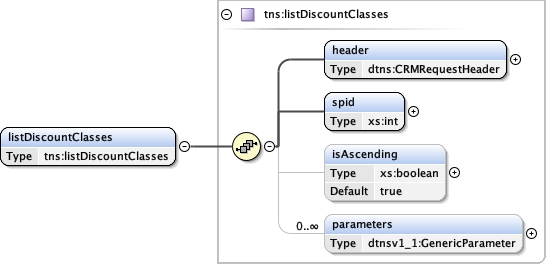 tns:listDiscountClasses
header
Type dtns:CRMRequestHeader
spid
Type xs:int
listDiscountClasses
Type tns:listDiscountClasses
isAscending
Type xs:boolean
Default true
0..∞
parameters
Type dtnsv1_1:GenericParameter